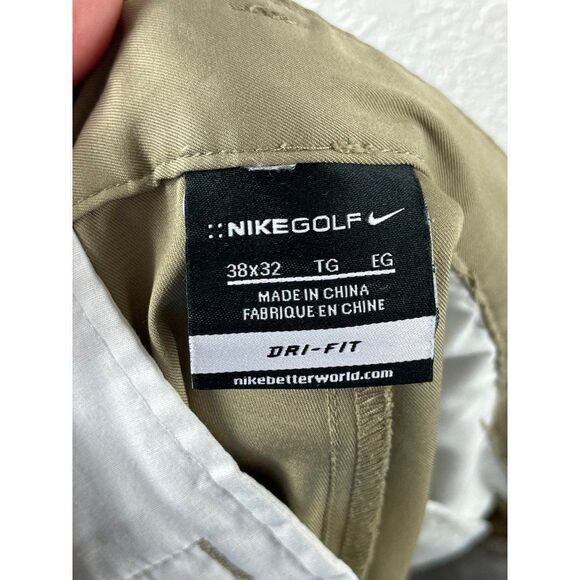 ::NIKEGOLF
38x32 TG EG
MADE IN CHINA
FABRIQUE EN CHINE
DRI-FIT
nikebetterworld.com